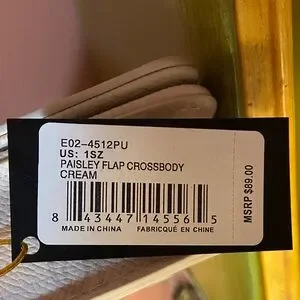 E02-4512PU
US: 1SZ
PAISLEY FLAP CROSSBODY
CREAM
8 43447 14556 5
MADE IN CHINA FABRIQUÉ EN CHINE
MSRP $89.00